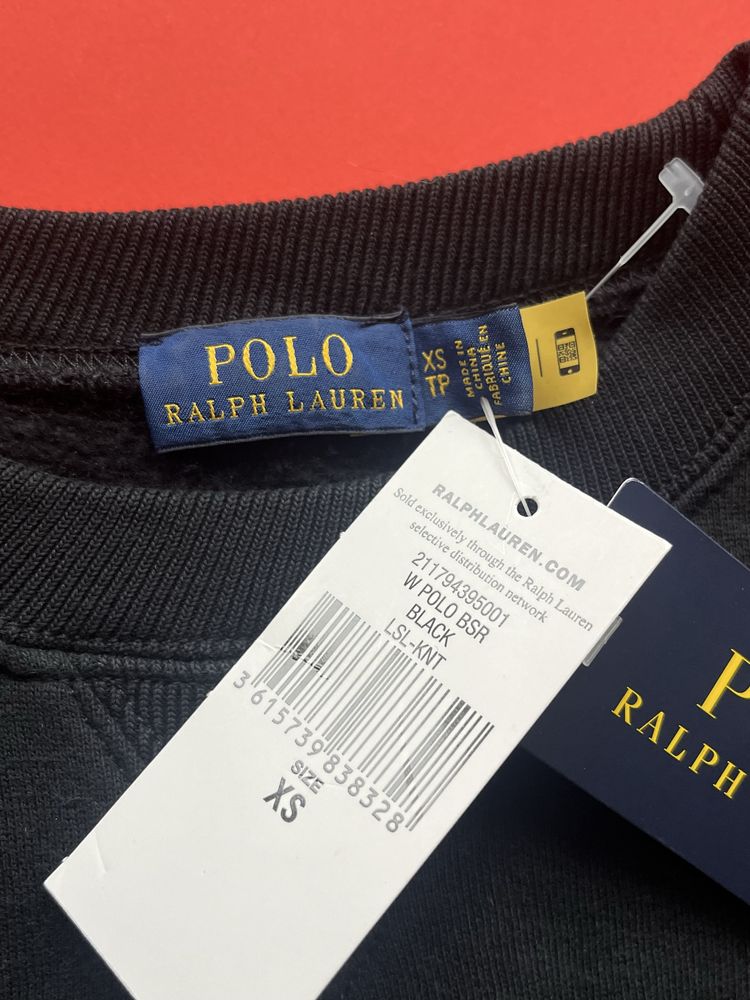 POLO
RALPH LAUREN
XS
TP
MADE IN
CHINA
FABRIQUÉ EN
CHINE
RALPHLAUREN.COM
Sold exclusively through the Ralph Lauren
selective distribution network
211794395001
W POLO BSR
BLACK
LSL-KNT
3 615739 838328
SIZE
XS
P
RALPH